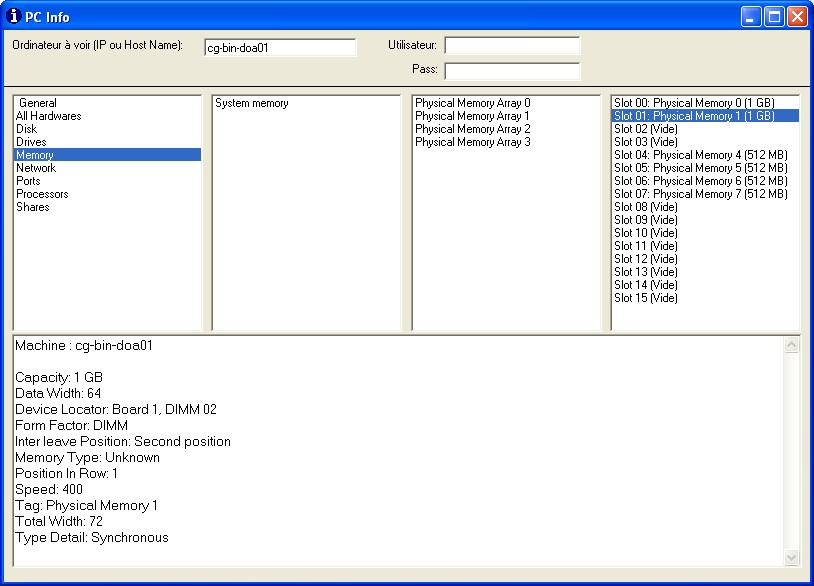 PC Info
Ordinateur à voir (IP ou Host Name):
cg-bin-doa01
Utilisateur:
Pass:
General
All Hardwares
Disk
Drives
Memory
Network
Ports
Processors
Shares
System memory
Physical Memory Array 0
Physical Memory Array 1
Physical Memory Array 2
Physical Memory Array 3
Slot 00: Physical Memory 0 (1 GB)
Slot 01: Physical Memory 1 (1 GB)
Slot 02 (Vide)
Slot 03 (Vide)
Slot 04: Physical Memory 4 (512 MB)
Slot 05: Physical Memory 5 (512 MB)
Slot 06: Physical Memory 6 (512 MB)
Slot 07: Physical Memory 7 (512 MB)
Slot 08 (Vide)
Slot 09 (Vide)
Slot 10 (Vide)
Slot 11 (Vide)
Slot 12 (Vide)
Slot 13 (Vide)
Slot 14 (Vide)
Slot 15 (Vide)
Machine : cg-bin-doa01
Capacity: 1 GB
Data Width: 64
Device Locator: Board 1, DIMM 02
Form Factor: DIMM
Inter leave Position: Second position
Memory Type: Unknown
Position In Row: 1
Speed: 400
Tag: Physical Memory 1
Total Width: 72
Type Detail: Synchronous